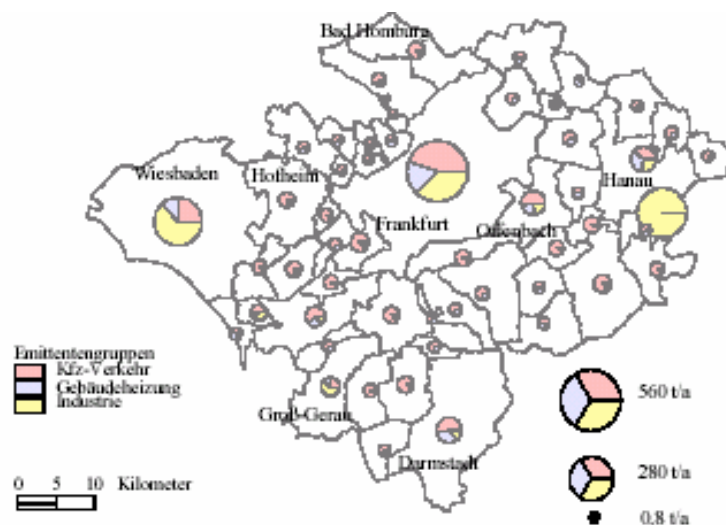 Bad Homburg
Wiesbaden
Hofheim
Hanau
Frankfurt
Offenbach
Groß-Gerau
Darmstadt
Emittentengruppen
Kfz-Verkehr
Gebäudeheizung
Industrie
0 5 10 Kilometer
560 t/a
280 t/a
0,8 t/a